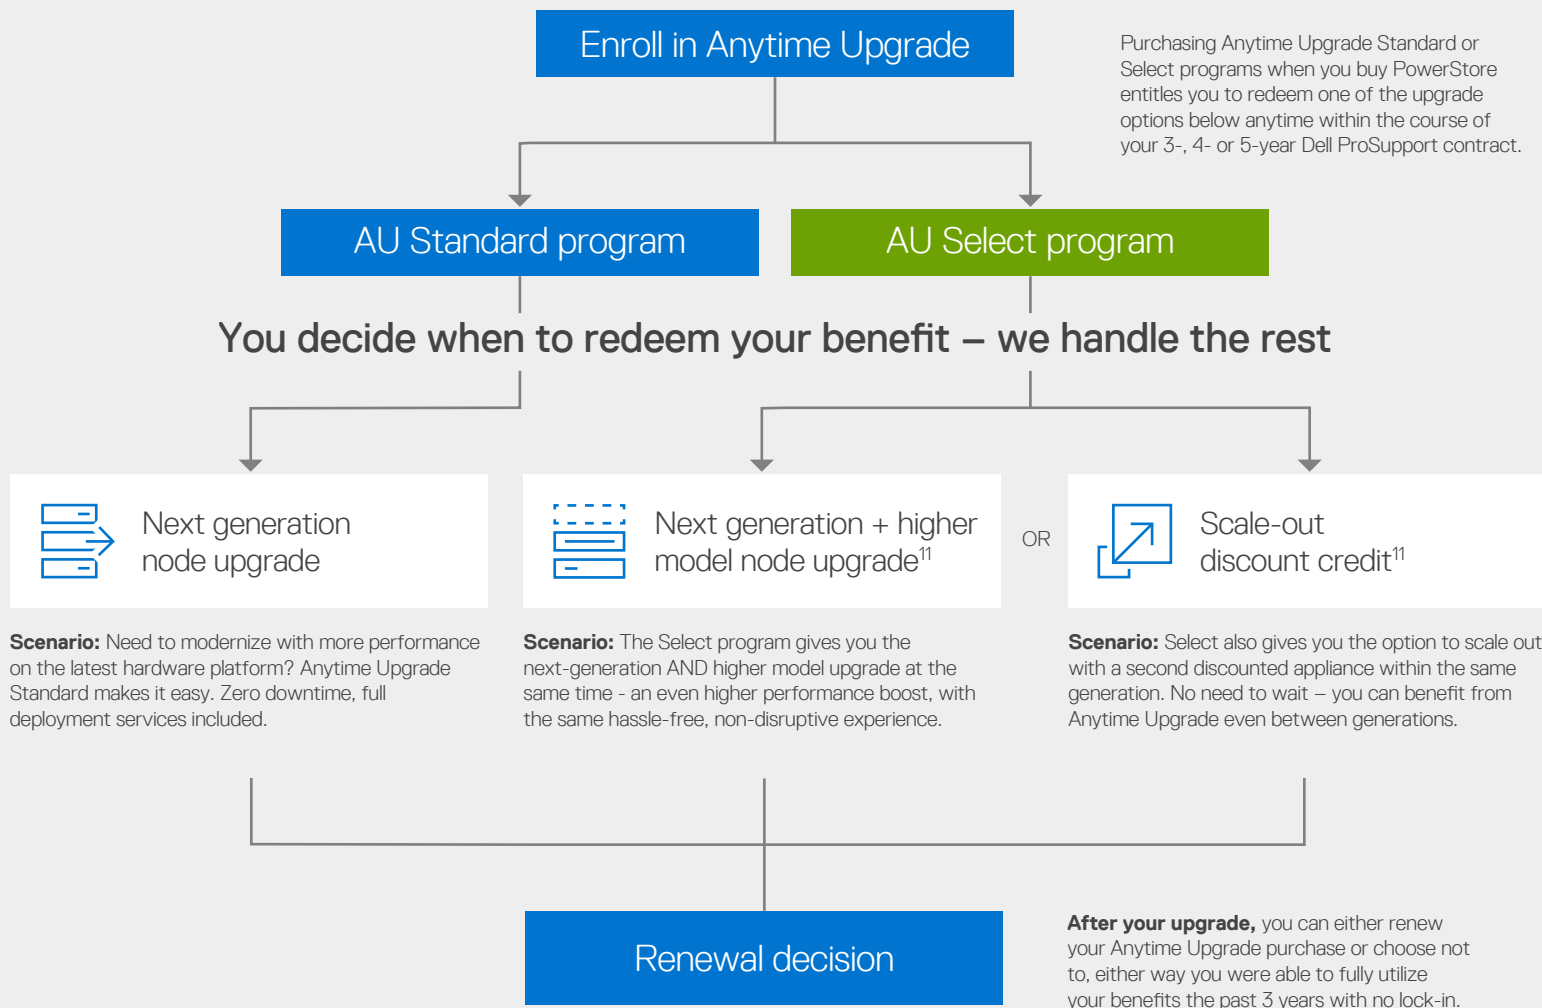 Enroll in Anytime Upgrade
Purchasing Anytime Upgrade Standard or
Select programs when you buy PowerStore
entitles you to redeem one of the upgrade
options below anytime within the course of
your 3-, 4- or 5-year Dell ProSupport contract.
AU Standard program
AU Select program
You decide when to redeem your benefit – we handle the rest
Next generation
node upgrade
Next generation + higher
model node upgrade¹¹
OR
Scale-out
discount credit¹¹
Scenario: Need to modernize with more performance
on the latest hardware platform? Anytime Upgrade
Standard makes it easy. Zero downtime, full
deployment services included.
Scenario: The Select program gives you the
next-generation AND higher model upgrade at the
same time - an even higher performance boost, with
the same hassle-free, non-disruptive experience.
Scenario: Select also gives you the option to scale out
with a second discounted appliance within the same
generation. No need to wait – you can benefit from
Anytime Upgrade even between generations.
Renewal decision
After your upgrade, you can either renew
your Anytime Upgrade purchase or choose not
to, either way you were able to fully utilize
your benefits the past 3 years with no lock-in.